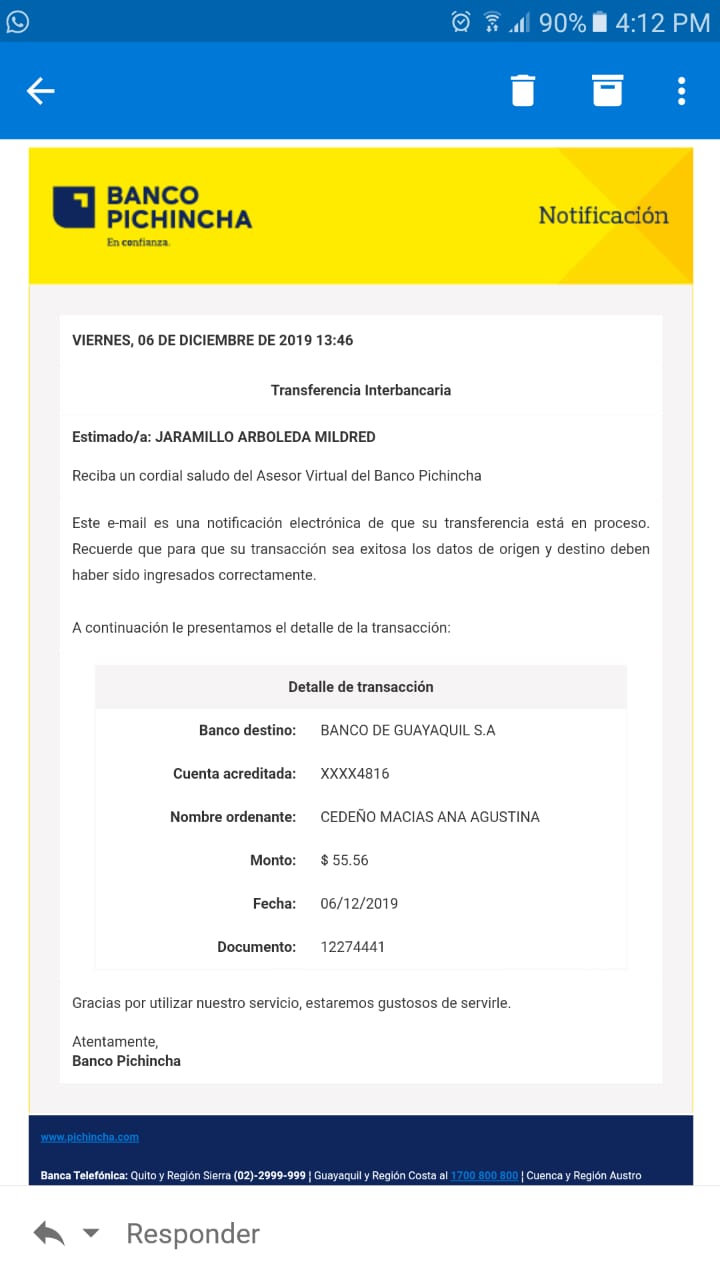 90% 4:12 PM
BANCO
PICHINCHA
En confianza.
Notificación
VIERNES, 06 DE DICIEMBRE DE 2019 13:46
Transferencia Interbancaria
Estimado/a: JARAMILLO ARBOLEDA MILDRED
Reciba un cordial saludo del Asesor Virtual del Banco Pichincha
Este e-mail es una notificación electrónica de que su transferencia está en proceso.
Recuerde que para que su transacción sea exitosa los datos de origen y destino deben
haber sido ingresados correctamente.
A continuación le presentamos el detalle de la transacción:
Detalle de transacción
Banco destino: BANCO DE GUAYAQUIL S.A
Cuenta acreditada: XXXX4816
Nombre ordenante: CEDEÑO MACIAS ANA AGUSTINA
Monto: $ 55.56
Fecha: 06/12/2019
Documento: 12274441
Gracias por utilizar nuestro servicio, estaremos gustosos de servirle.
Atentamente,
Banco Pichincha
www.pichincha.com
Banca Telefónica: Quito y Región Sierra (02)-2999-999 | Guayaquil y Región Costa al 1700 800 800 | Cuenca y Región Austro
Responder